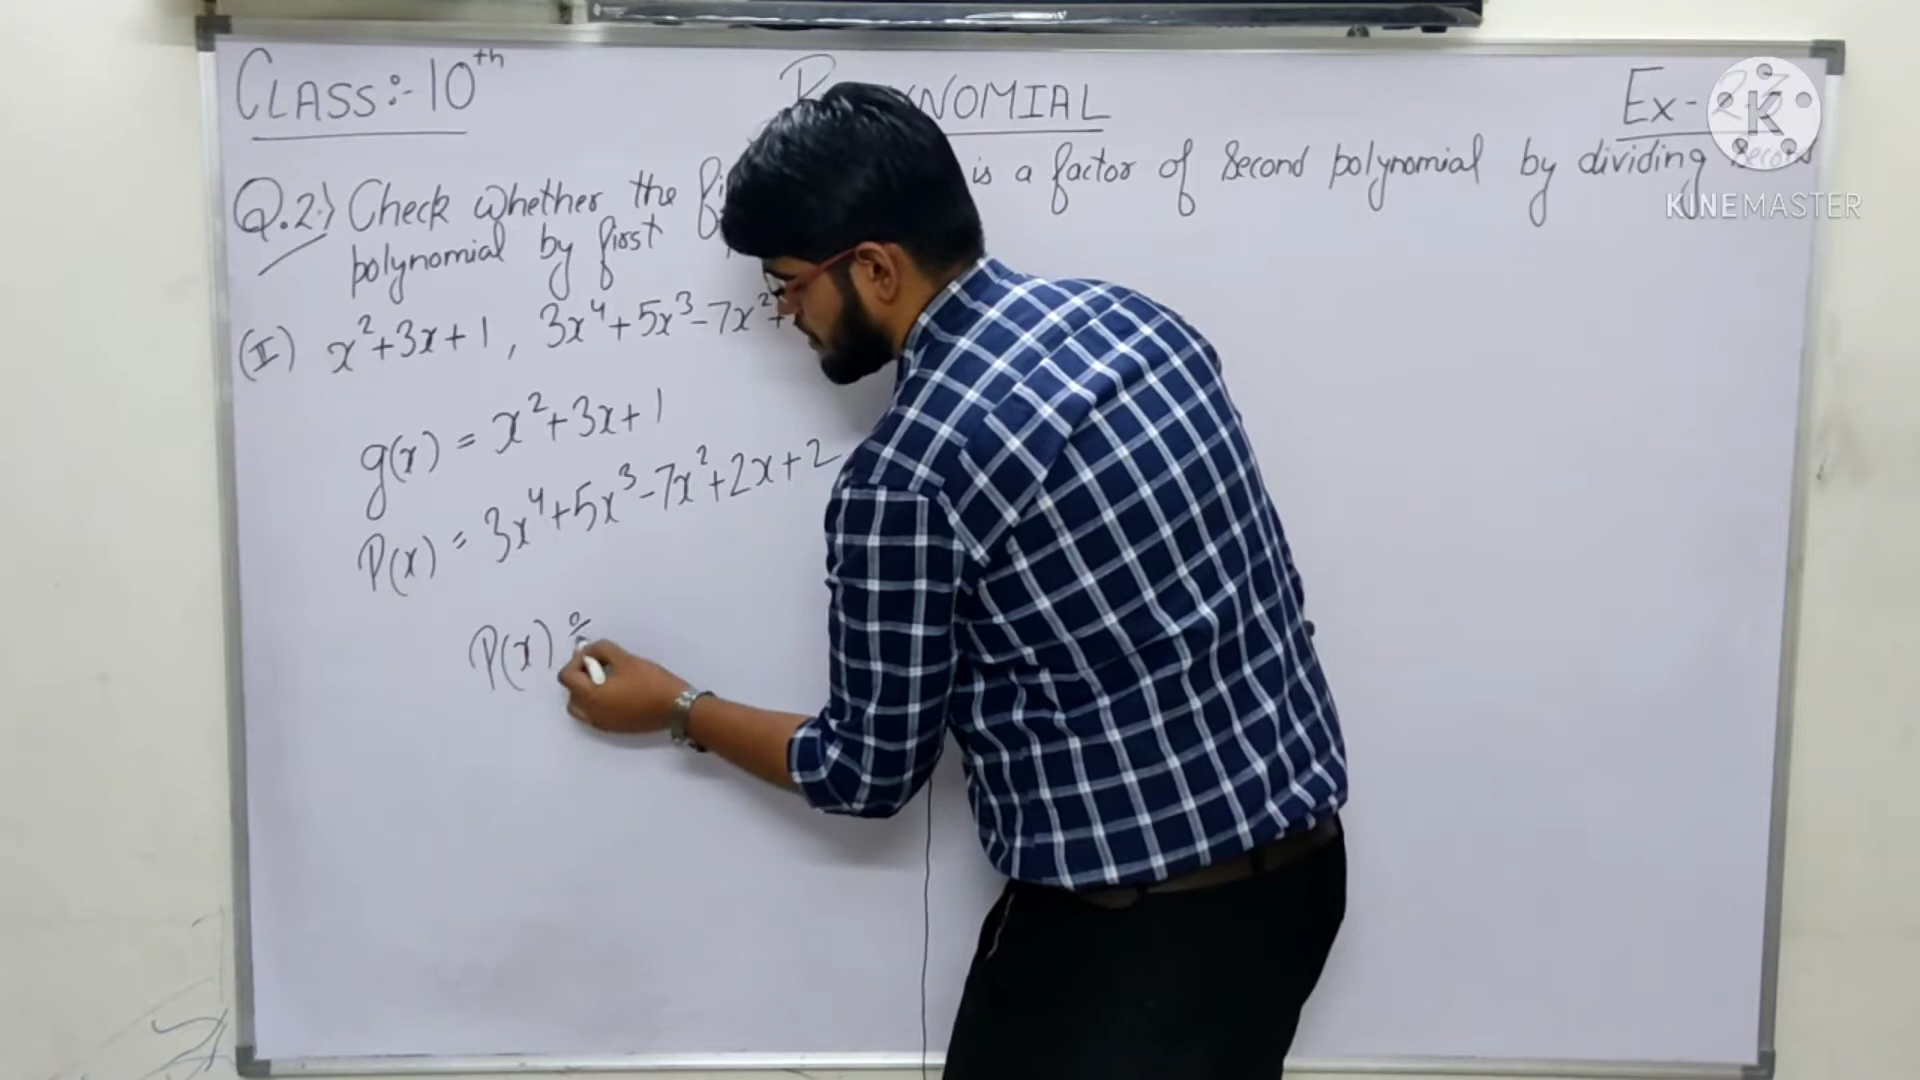 CLASS:- 10th NOMIAL Ex-
Q.2:) Check whether the is a factor of Second polynomial by dividing
polynomial by first
(II) x²+3x+1, 3x⁴+5x³-7x²+
g(x) = x²+3x+1
P(x) = 3x⁴+5x³-7x²+2x+2
P(x) ÷
K
KINEMASTER